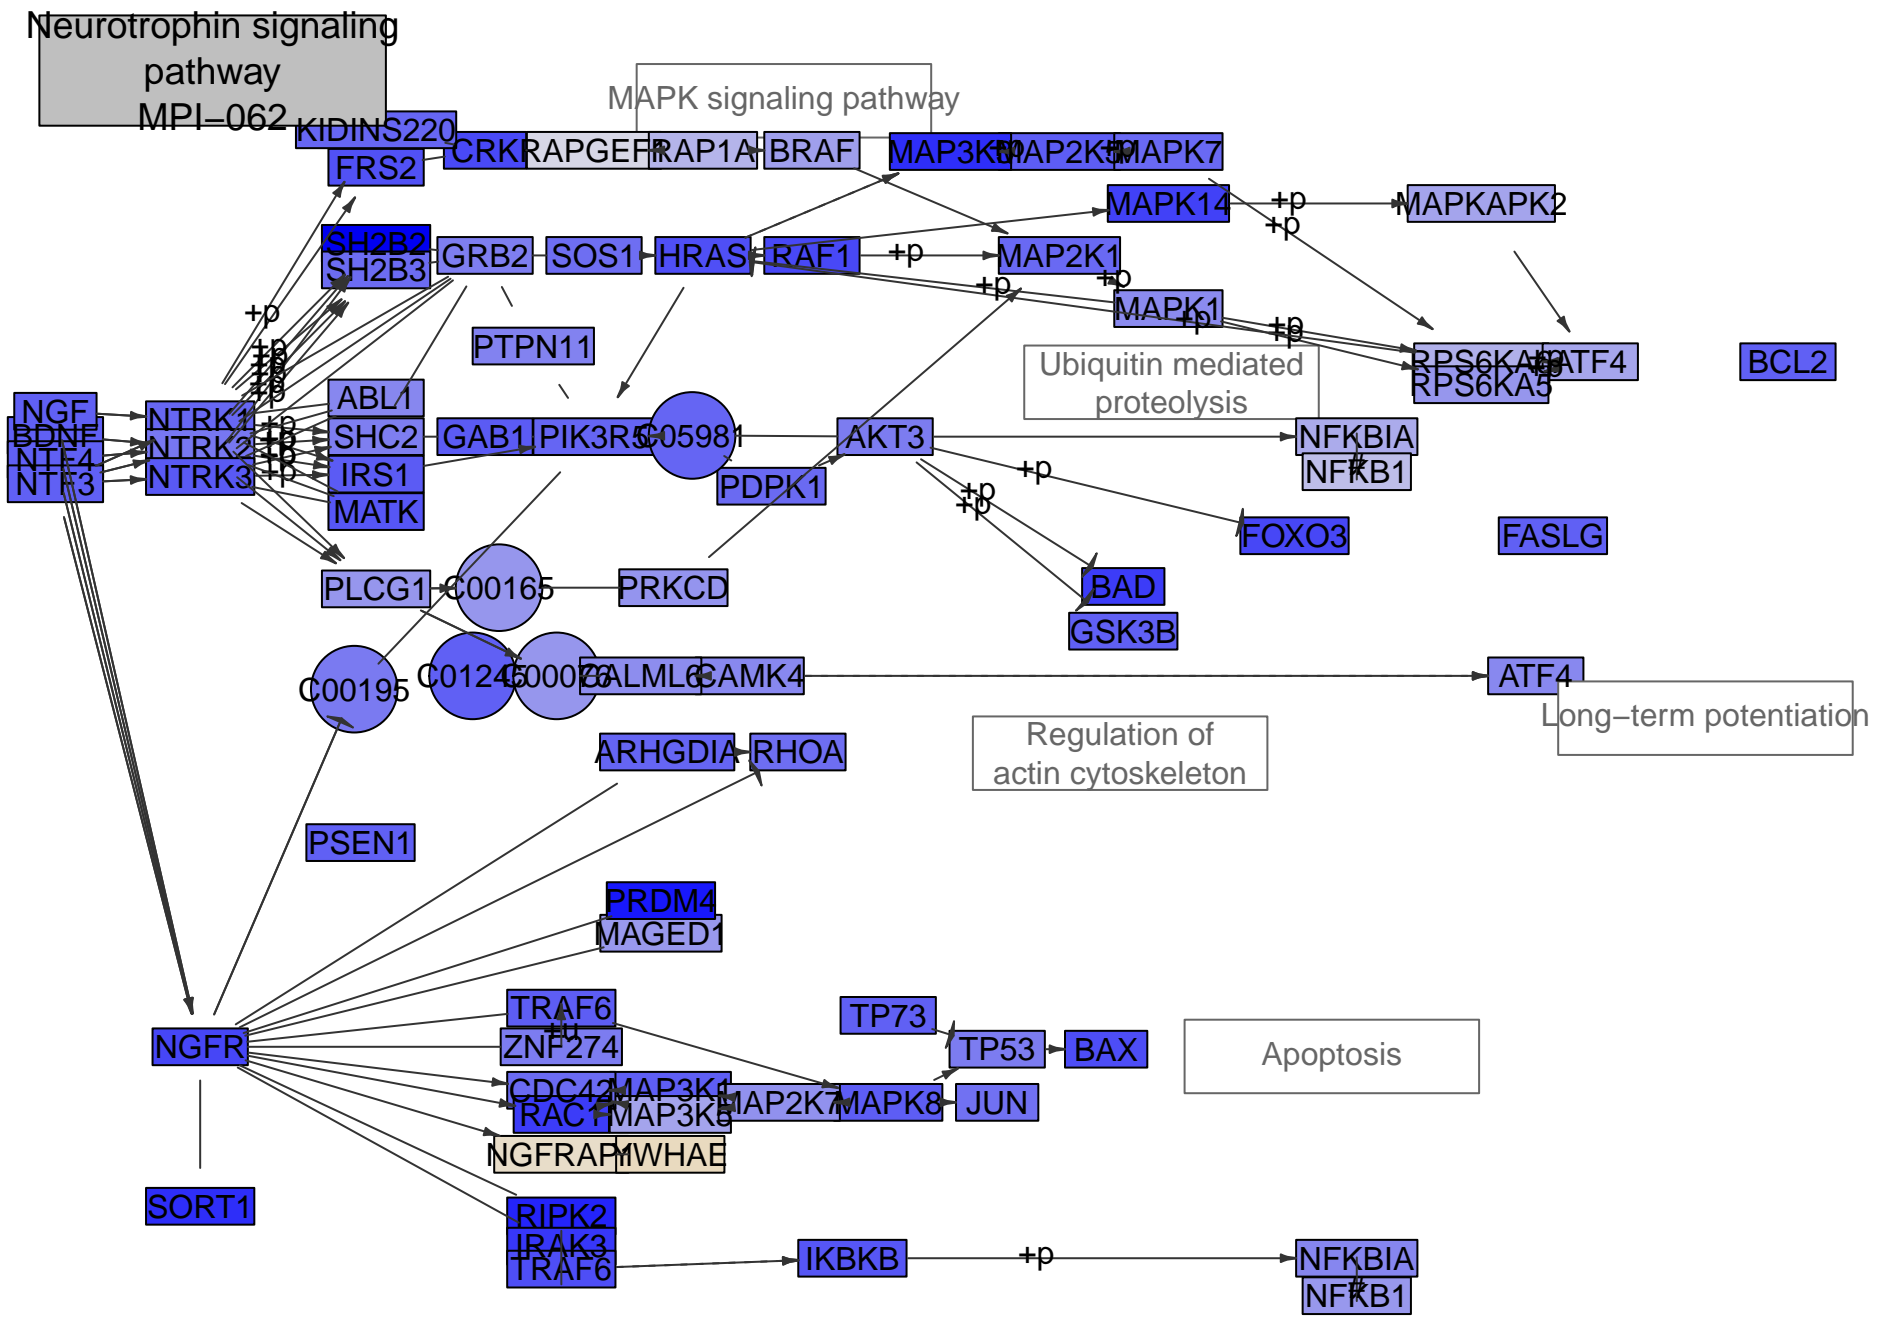 Neurotrophin signaling
pathway
MPI−062
MAPK signaling pathway
KIDINS220
FRS2
RAP1A
BRAF
MAPK7
+p
+p
MAPK14
+p
MAPKAPK2
+p
SH2B2
SH2B3
GRB2
SOS1
HRAS
RAF1
+p
MAP2K1
+p
+p
MAPK1
+p
+p
+p
+p
PTPN11
Ubiquitin mediated
proteolysis
RPS6KA5
ATF4
BCL2
+p
+p
+p
+p
+p
NGF
BDNF
NTF4
NTF3
NTRK1
NTRK2
NTRK3
+p
+p
+p
+p
ABL1
SHC2
IRS1
MATK
GAB1
PIK3R5
C05981
PDPK1
AKT3
+p
+p
+p
NFKBIA
NFKB1
FOXO3
FASLG
PLCG1
C00165
PRKCD
BAD
GSK3B
C00195
C01245
C00076
CALML6
CAMK4
ATF4
Long−term potentiation
Regulation of
actin cytoskeleton
ARHGDIA
RHOA
PSEN1
PRDM4
MAGED1
NGFR
TRAF6
+u
ZNF274
TP73
TP53
BAX
Apoptosis
CDC42
RAC1
MAP3K1
MAP3K5
MAP2K7
MAPK8
JUN
NGFRAP1
YWHAE
SORT1
RIPK2
IRAK3
TRAF6
IKBKB
+p
NFKBIA
NFKB1